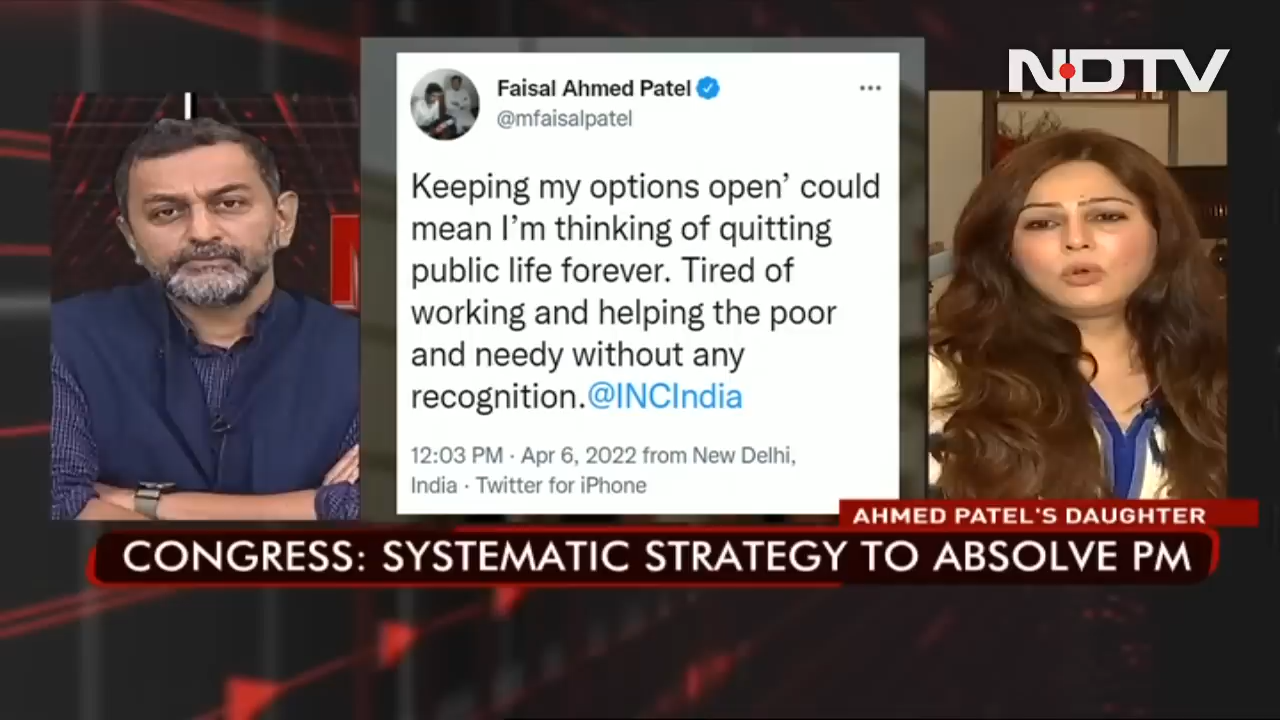 NDTV
Faisal Ahmed Patel
@mfaisalpatel
Keeping my options open’ could
mean I’m thinking of quitting
public life forever. Tired of
working and helping the poor
and needy without any
recognition.@INCIndia
12:03 PM · Apr 6, 2022 from New Delhi,
India · Twitter for iPhone
AHMED PATEL'S DAUGHTER
CONGRESS: SYSTEMATIC STRATEGY TO ABSOLVE PM